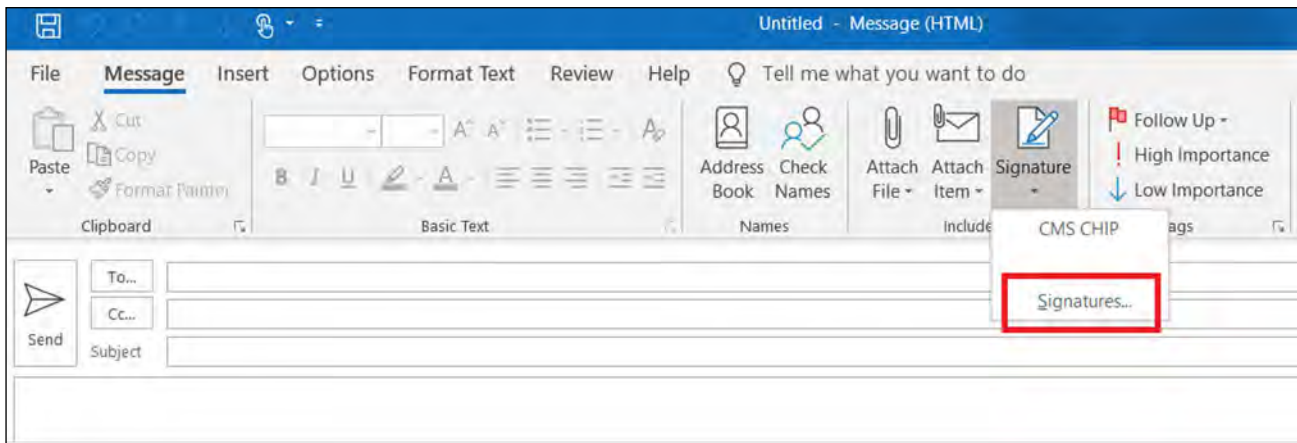 Untitled - Message (HTML)
File Message Insert Options Format Text Review Help Tell me what you want to do
Paste
Cut
Copy
Format Painter
Clipboard
B I U A
Basic Text
Address Book
Check Names
Names
Attach File
Attach Item
Signature
Include
Follow Up
High Importance
Low Importance
ags
CMS CHIP
Signatures...
Send
To...
Cc...
Subject